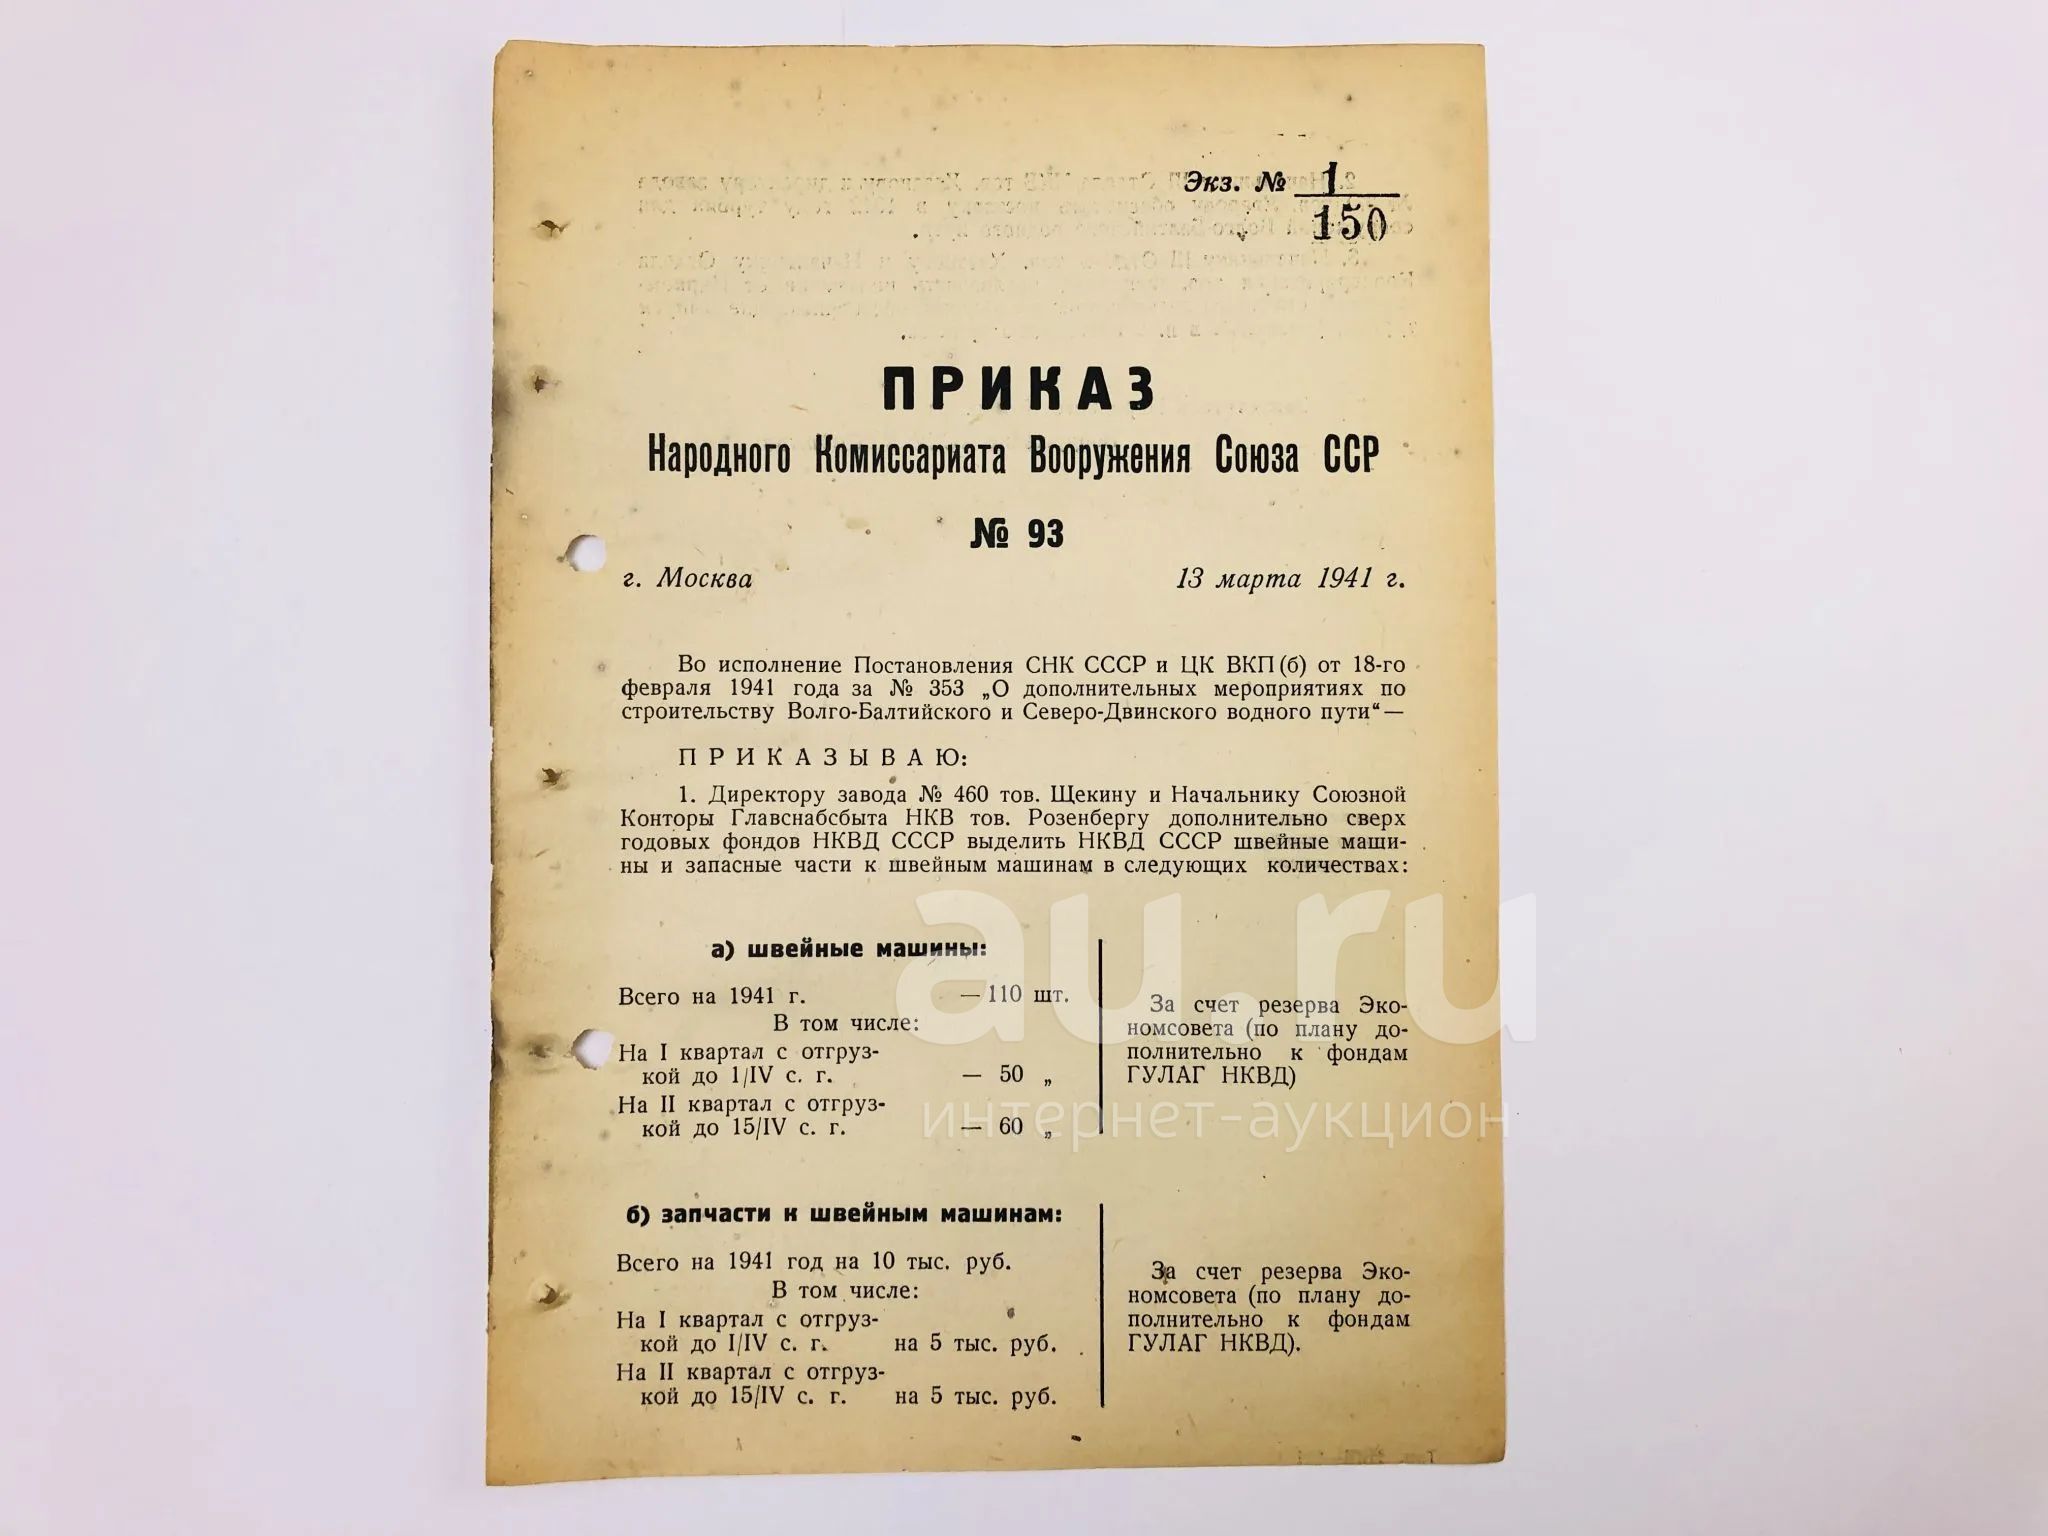 Экз. № 1
150
ПРИКАЗ
Народного Комиссариата Вооружения Союза ССР
№ 93
г. Москва 13 марта 1941 г.
Во исполнение Постановления СНК СССР и ЦК ВКП(б) от 18-го
февраля 1941 года за № 353 „О дополнительных мероприятиях по
строительству Волго-Балтийского и Северо-Двинского водного пути“—
ПРИКАЗЫВАЮ:
1. Директору завода № 460 тов. Щекину и Начальнику Союзной
Конторы Главснабсбыта НКВ тов. Розенбергу дополнительно сверх
годовых фондов НКВД СССР выделить НКВД СССР швейные маши-
ны и запасные части к швейным машинам в следующих количествах:
а) швейные машины:
Всего на 1941 г. — 110 шт.
В том числе:
На I квартал с отгруз-
кой до 1/IV с. г. — 50 „
На II квартал с отгруз-
кой до 15/IV с. г. — 60 „
За счет резерва Эко-
номсовета (по плану до-
полнительно к фондам
ГУЛАГ НКВД)
б) запчасти к швейным машинам:
Всего на 1941 год на 10 тыс. руб.
В том числе:
На I квартал с отгруз-
кой до I/IV с. г. на 5 тыс. руб.
На II квартал с отгруз-
кой до 15/IV с. г. на 5 тыс. руб.
За счет резерва Эко-
номсовета (по плану до-
полнительно к фондам
ГУЛАГ НКВД).
au.ru
интернет-аукцион